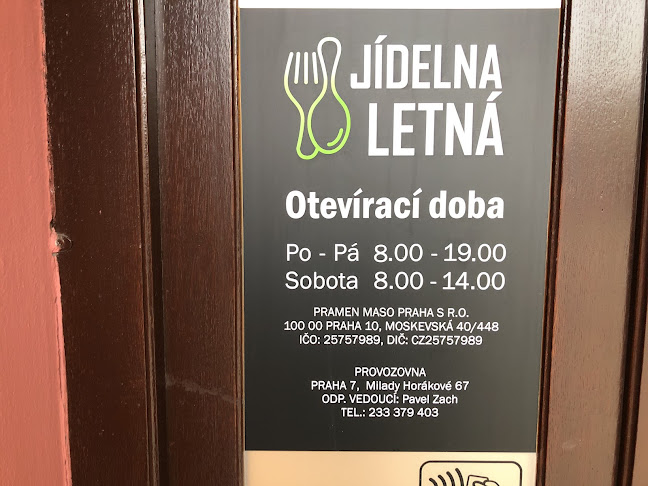 JÍDELNA
LETNÁ
Otevírací doba
Po - Pá 8.00 - 19.00
Sobota 8.00 - 14.00
PRAMEN MASO PRAHA S R.O.
100 00 PRAHA 10, MOSKEVSKÁ 40/448
IČO: 25757989, DIČ: CZ25757989
PROVOZOVNA
PRAHA 7, Milady Horákové 67
ODP. VEDOUCÍ: Pavel Zach
TEL.: 233 379 403